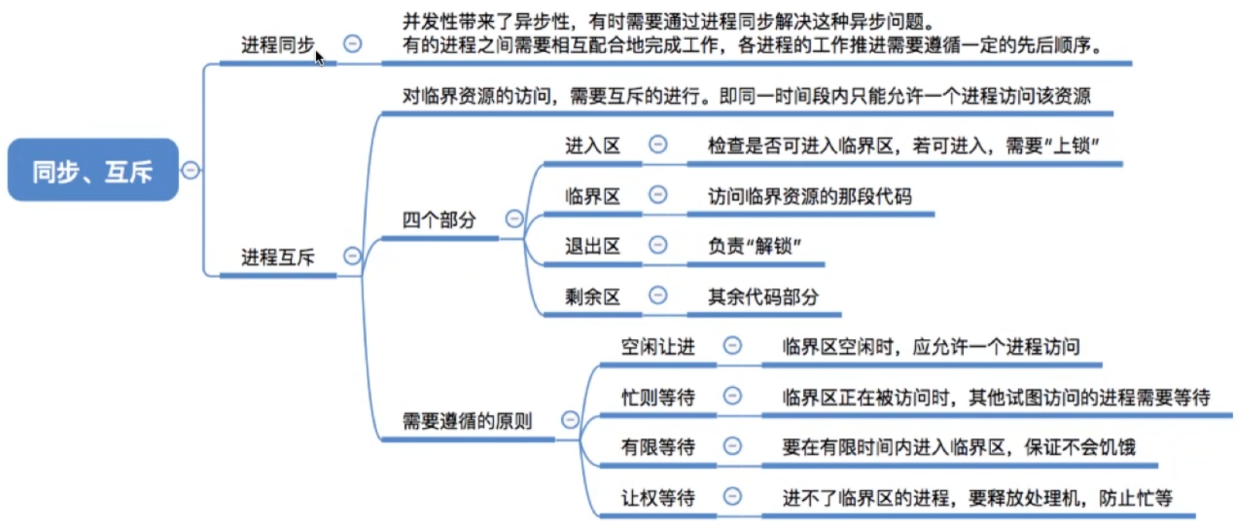 同步、互斥
进程同步
并发性带来了异步性，有时需要通过进程同步解决这种异步问题。
有的进程之间需要相互配合地完成工作，各进程的工作推进需要遵循一定的先后顺序。
进程互斥
对临界资源的访问，需要互斥的进行。即同一时间段内只能允许一个进程访问该资源
四个部分
进入区
检查是否可进入临界区，若可进入，需要“上锁”
临界区
访问临界资源的那段代码
退出区
负责“解锁”
剩余区
其余代码部分
需要遵循的原则
空闲让进
临界区空闲时，应允许一个进程访问
忙则等待
临界区正在被访问时，其他试图访问的进程需要等待
有限等待
要在有限时间内进入临界区，保证不会饥饿
让权等待
进不了临界区的进程，要释放处理机，防止忙等